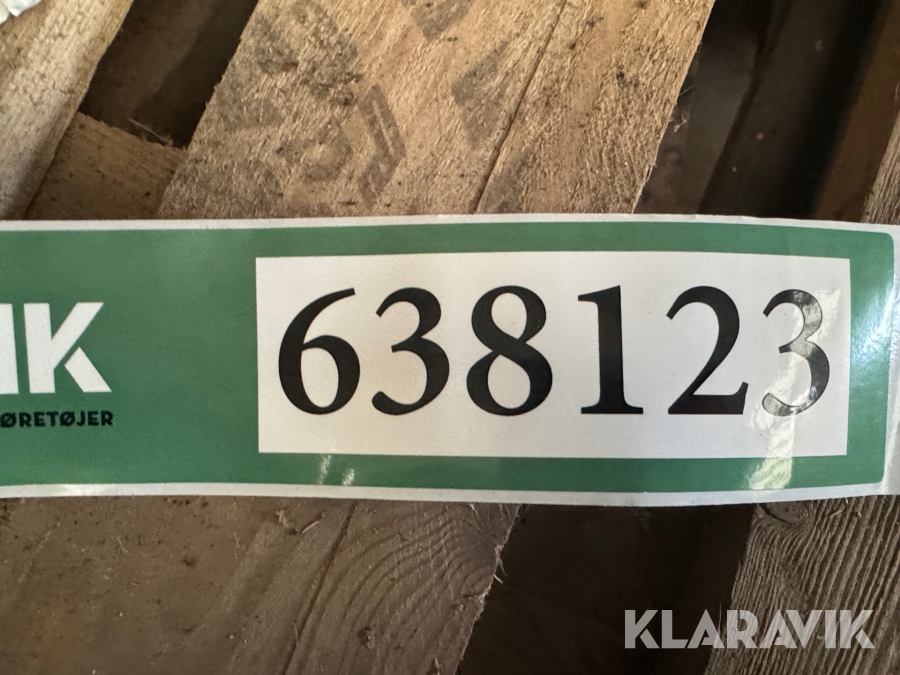 IK
ØRETØJER
638123
KLARAVIK